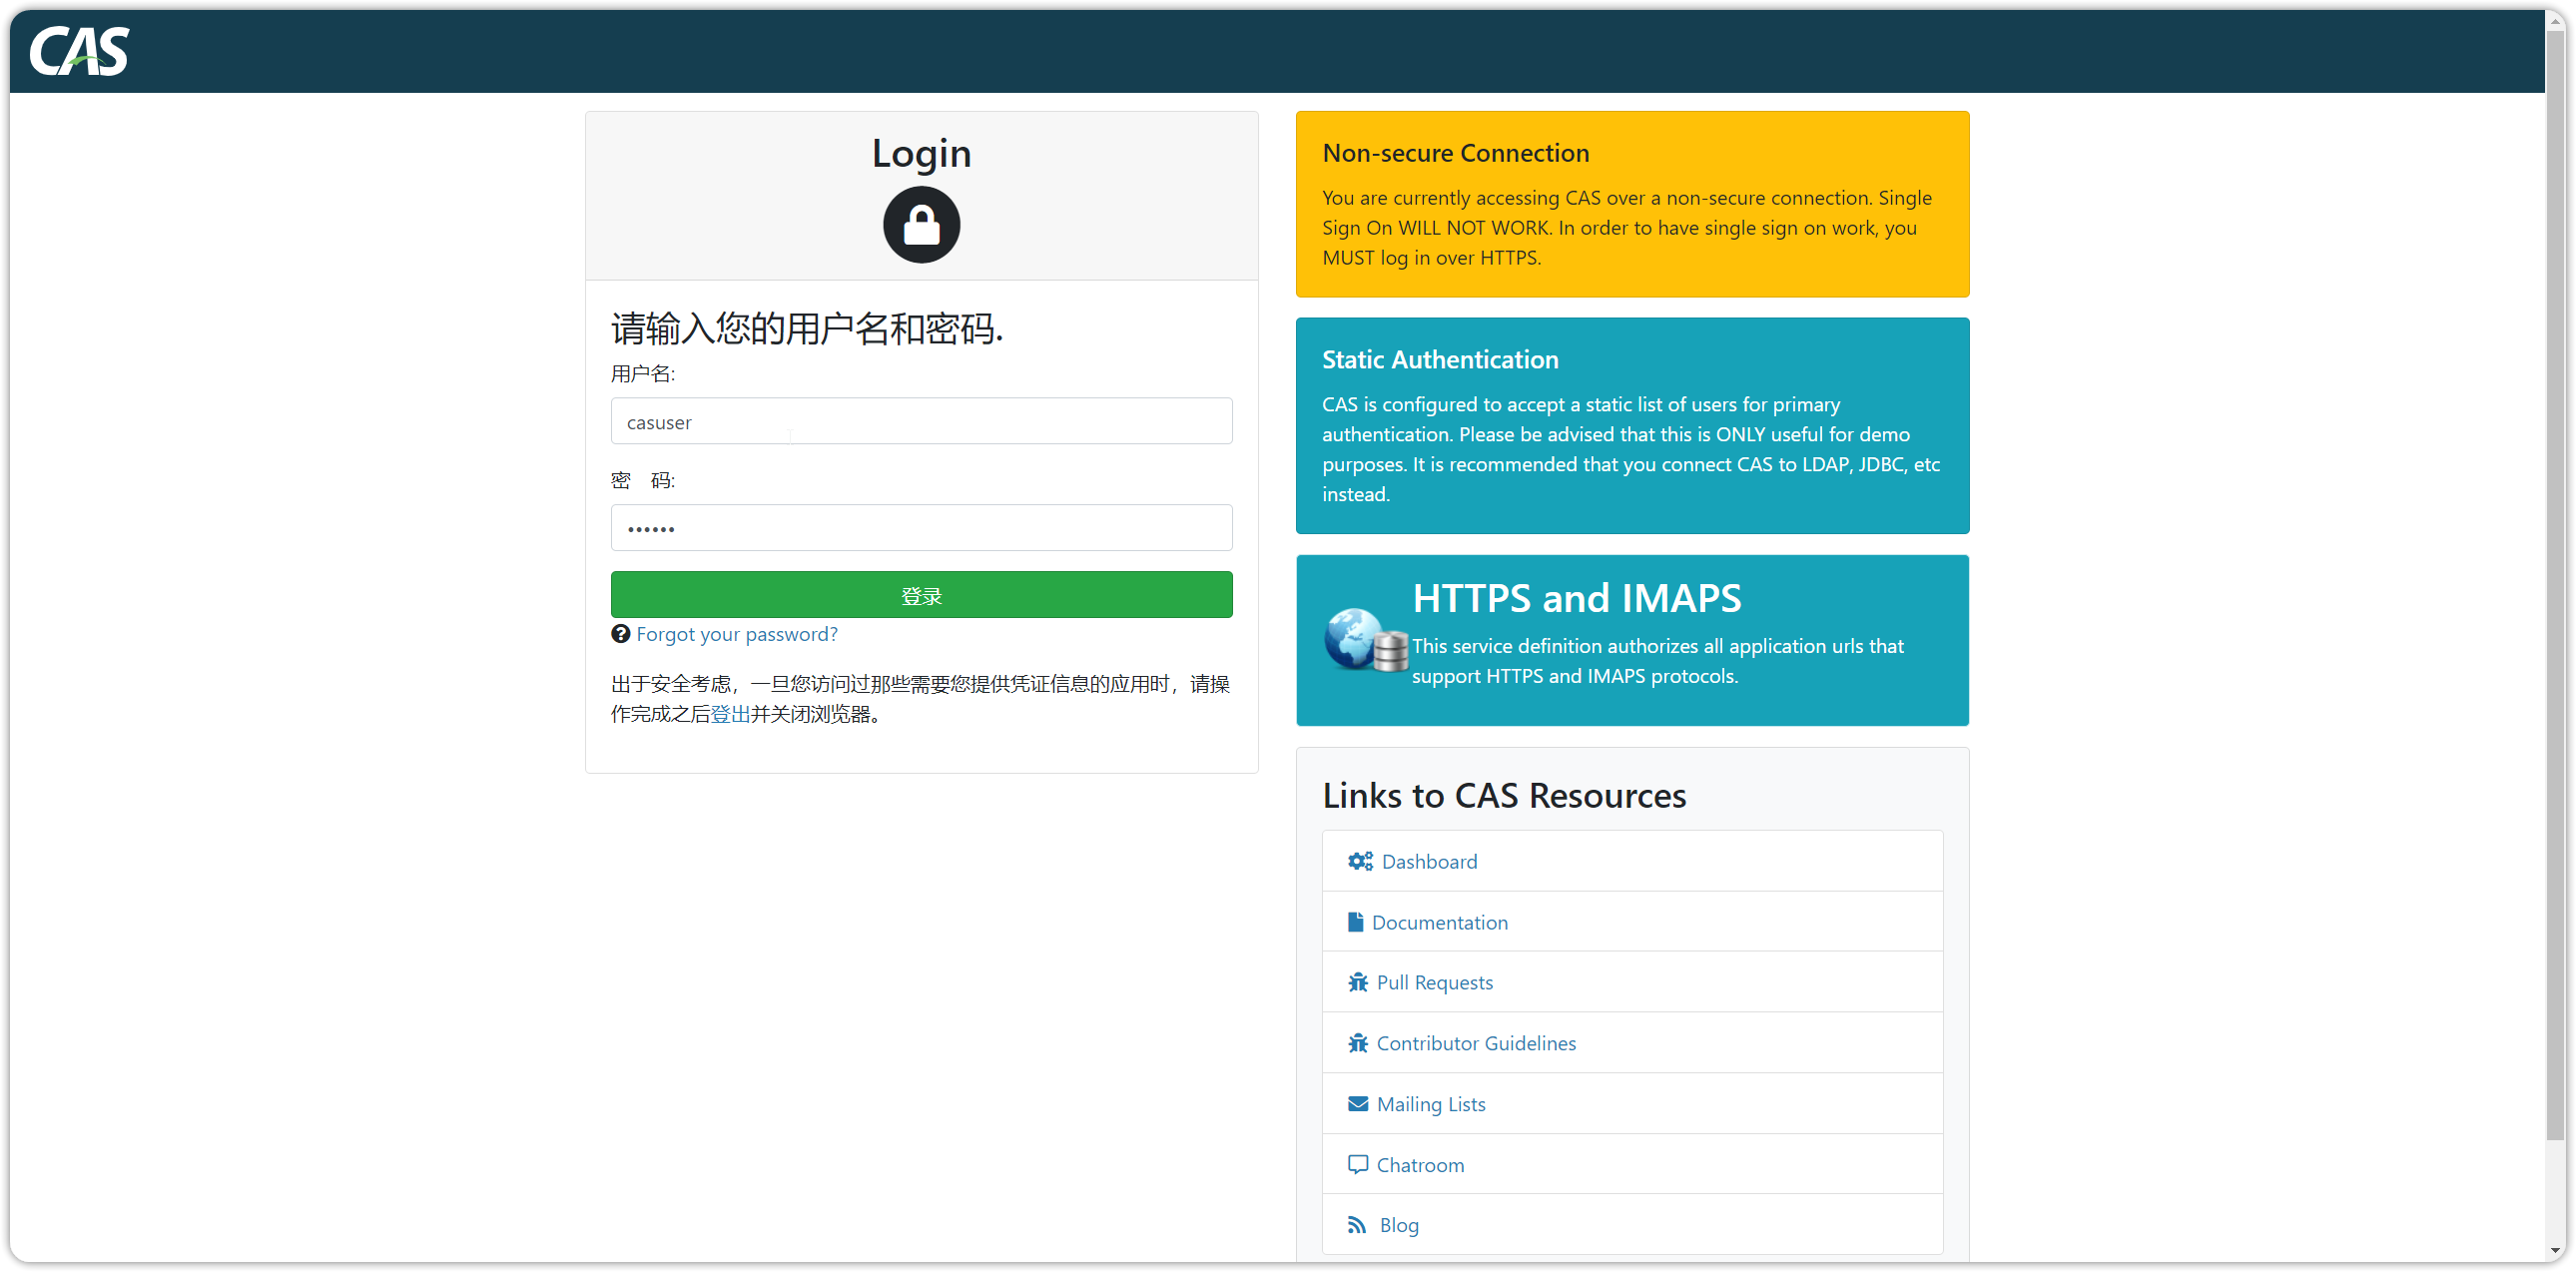 CAS
Login
请输入您的用户名和密码.
用户名:
casuser
密　码:
••••••
登录
Forgot your password?
出于安全考虑，一旦您访问过那些需要您提供凭证信息的应用时，请操
作完成之后登出并关闭浏览器。
Non-secure Connection
You are currently accessing CAS over a non-secure connection. Single
Sign On WILL NOT WORK. In order to have single sign on work, you
MUST log in over HTTPS.
Static Authentication
CAS is configured to accept a static list of users for primary
authentication. Please be advised that this is ONLY useful for demo
purposes. It is recommended that you connect CAS to LDAP, JDBC, etc
instead.
HTTPS and IMAPS
This service definition authorizes all application urls that
support HTTPS and IMAPS protocols.
Links to CAS Resources
Dashboard
Documentation
Pull Requests
Contributor Guidelines
Mailing Lists
Chatroom
Blog